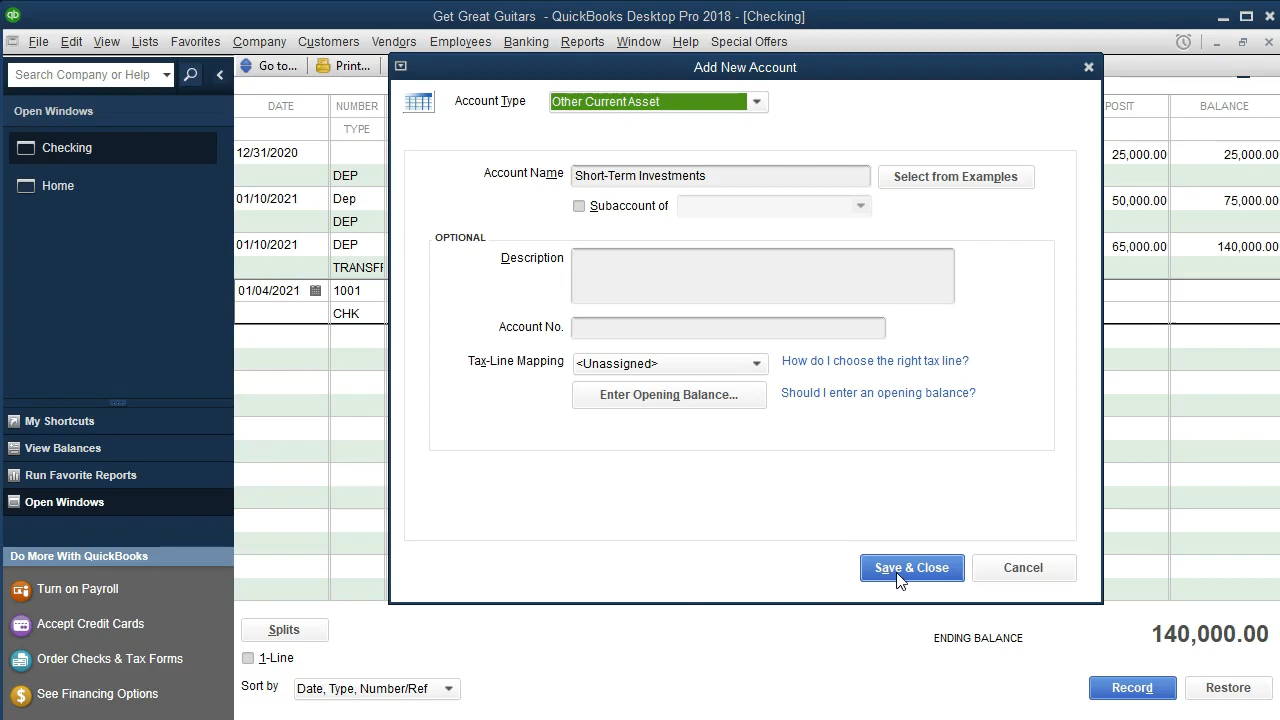 Get Great Guitars - QuickBooks Desktop Pro 2018 - [Checking]
File Edit View Lists Favorites Company Customers Vendors Employees Banking Reports Window Help Special Offers
Search Company or Help
Go to... Print...
Add New Account
Open Windows
Checking
Home
My Shortcuts
View Balances
Run Favorite Reports
Open Windows
Do More With QuickBooks
Turn on Payroll
Accept Credit Cards
Order Checks & Tax Forms
See Financing Options
DATE NUMBER POSIT BALANCE
TYPE
12/31/2020 25,000.00 25,000.00
DEP
01/10/2021 Dep 50,000.00 75,000.00
DEP
01/10/2021 DEP 65,000.00 140,000.00
TRANSFR
01/04/2021 1001
CHK
Account Type Other Current Asset
Account Name Short-Term Investments Select from Examples
Subaccount of
OPTIONAL
Description
Account No.
Tax-Line Mapping <Unassigned> How do I choose the right tax line?
Enter Opening Balance... Should I enter an opening balance?
Save & Close Cancel
Splits
ENDING BALANCE 140,000.00
1-Line
Sort by Date, Type, Number/Ref
Record Restore